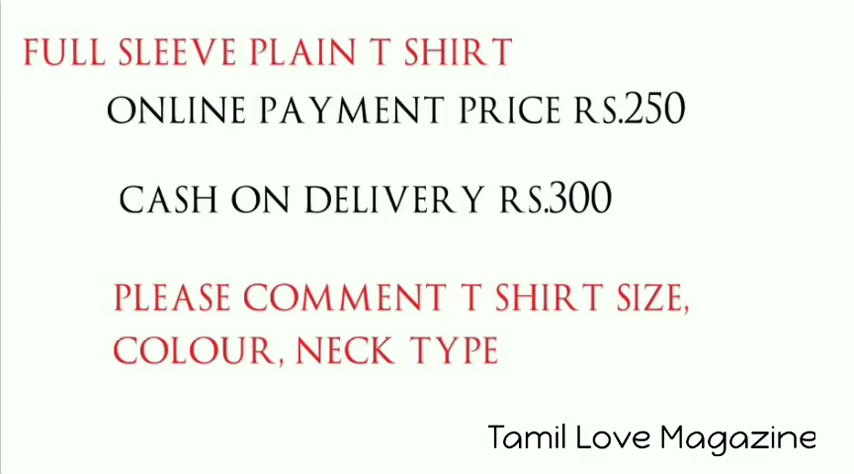 FULL SLEEVE PLAIN T SHIRT
ONLINE PAYMENT PRICE RS.250
CASH ON DELIVERY RS.300
PLEASE COMMENT T SHIRT SIZE,
COLOUR, NECK TYPE
Tamil Love Magazine